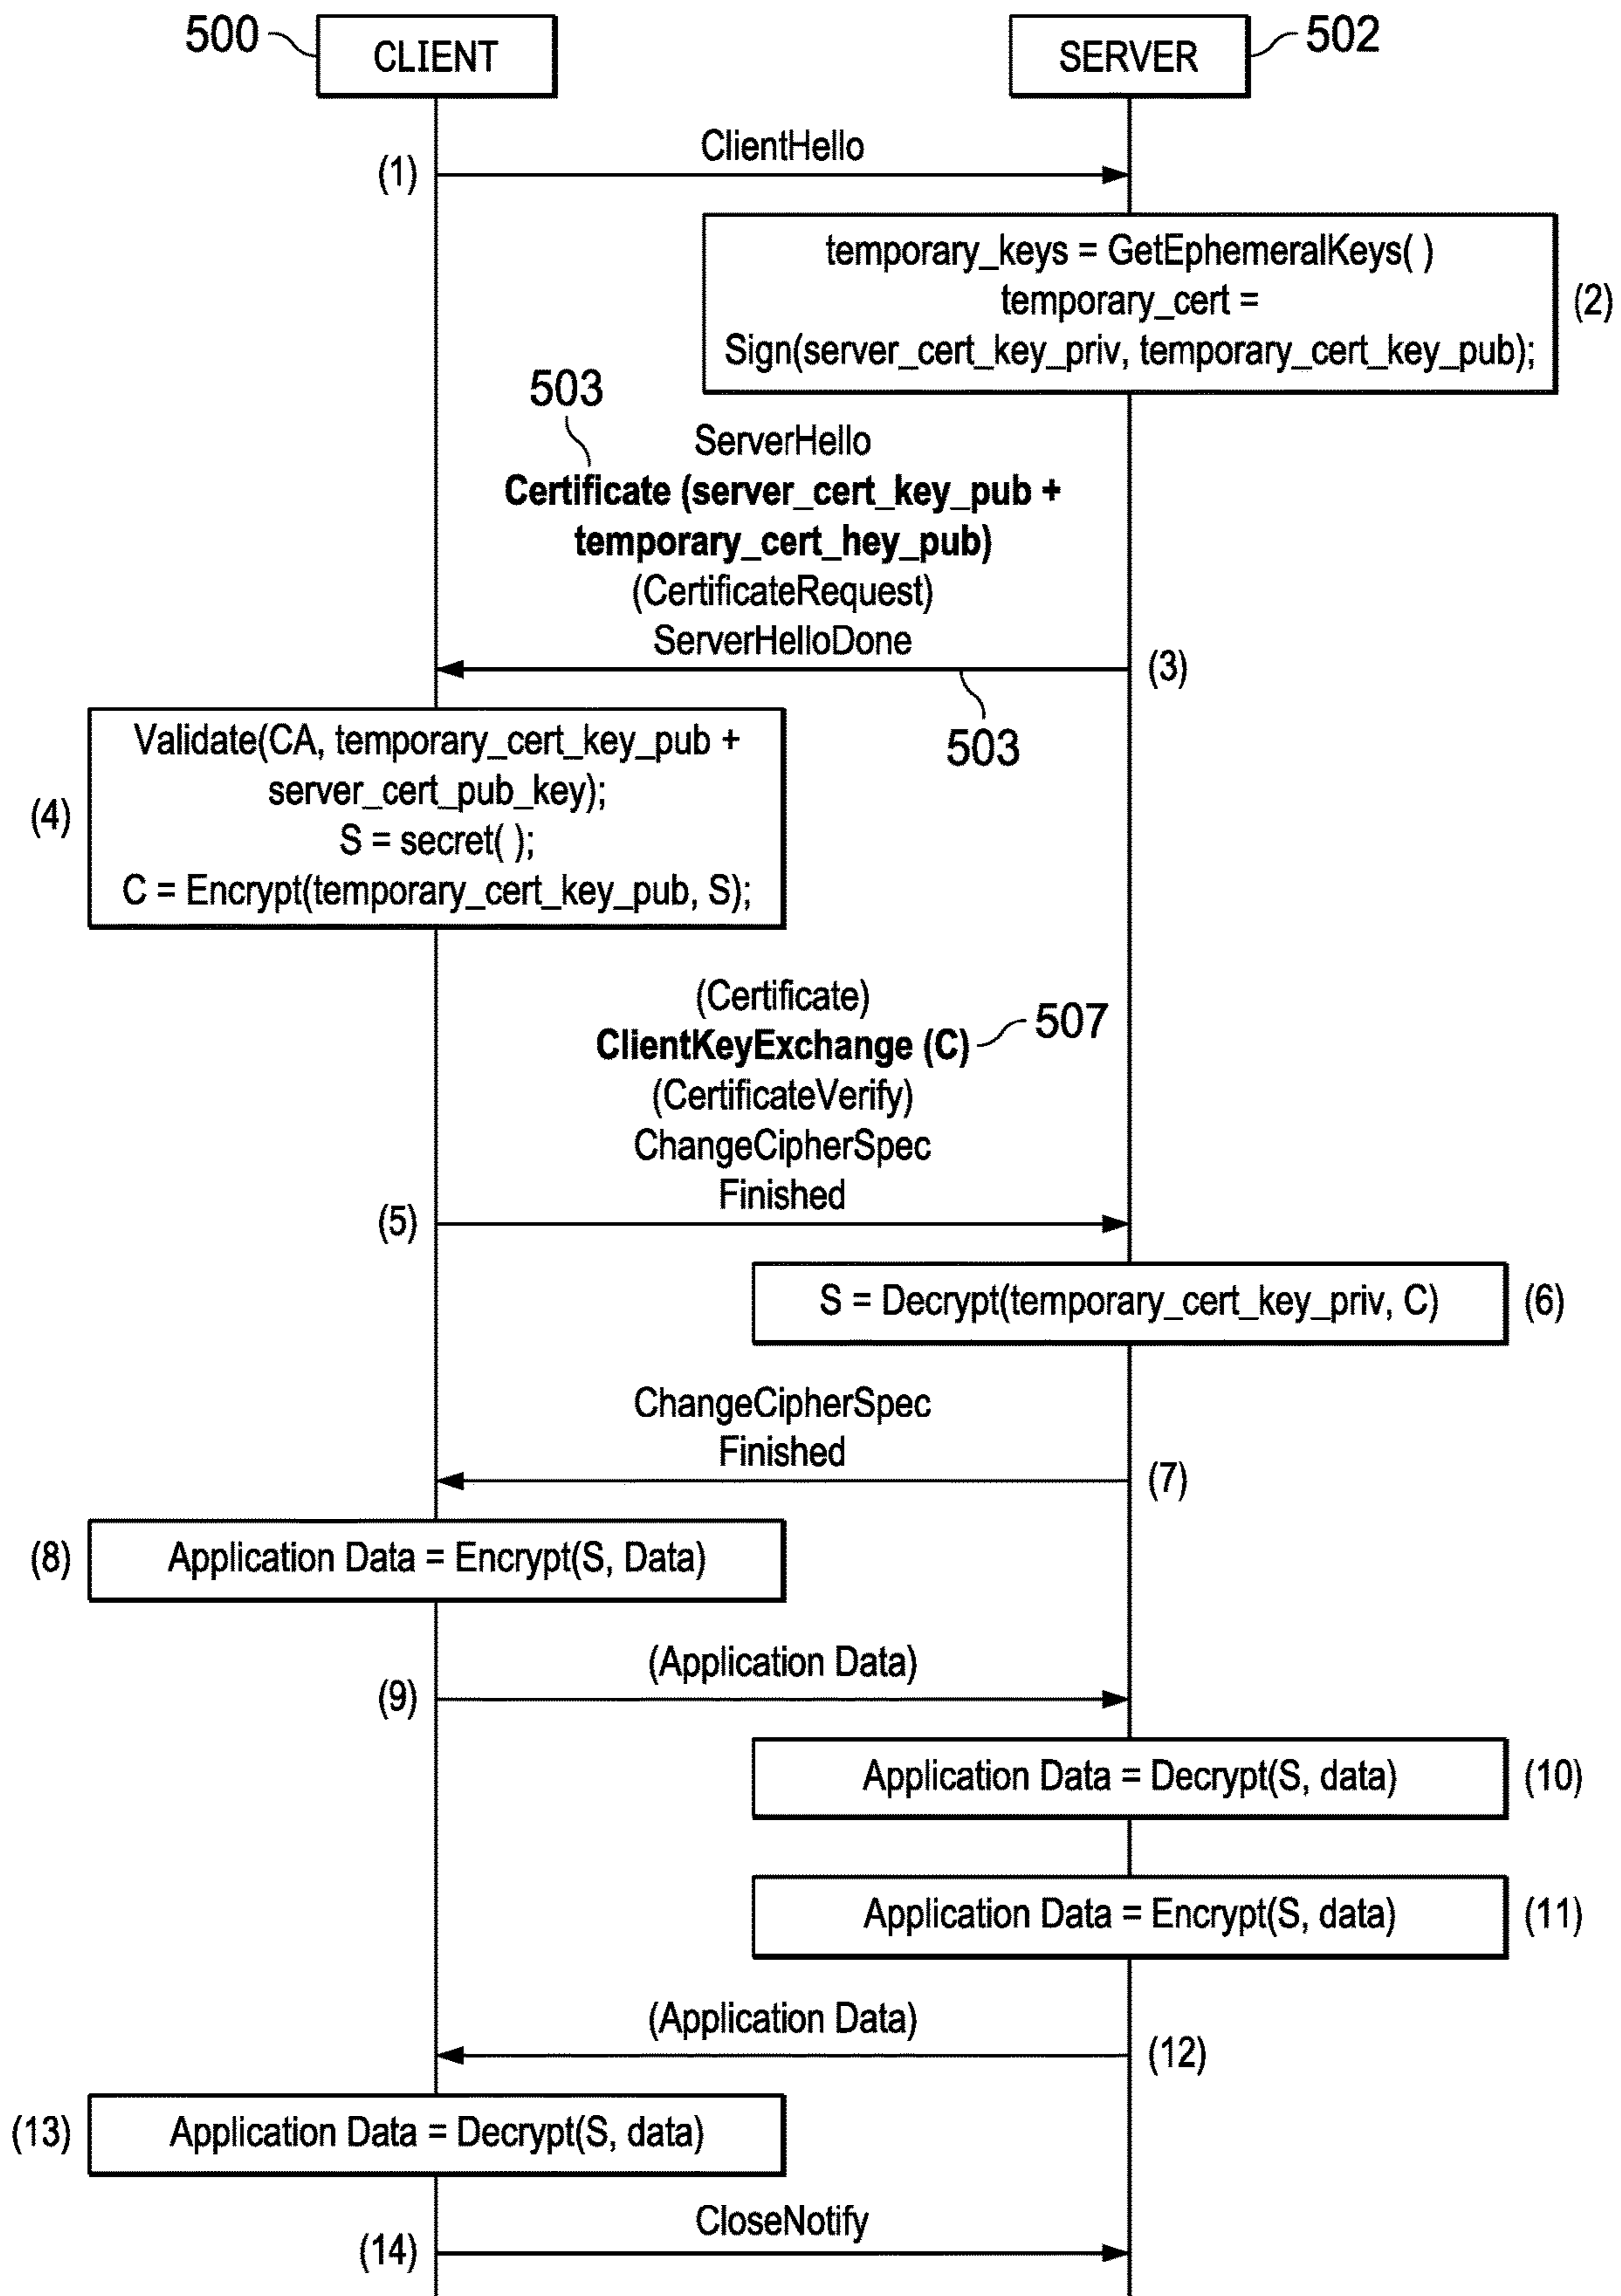 500
CLIENT
SERVER
502
ClientHello
(1)
temporary_keys = GetEphemeralKeys( )
temporary_cert =
Sign(server_cert_key_priv, temporary_cert_key_pub);
(2)
503
ServerHello
Certificate (server_cert_key_pub +
temporary_cert_hey_pub)
(CertificateRequest)
ServerHelloDone
(3)
503
Validate(CA, temporary_cert_key_pub +
server_cert_pub_key);
S = secret( );
C = Encrypt(temporary_cert_key_pub, S);
(4)
(Certificate)
ClientKeyExchange (C)
507
(CertificateVerify)
ChangeCipherSpec
Finished
(5)
S = Decrypt(temporary_cert_key_priv, C)
(6)
ChangeCipherSpec
Finished
(7)
(8)
Application Data = Encrypt(S, Data)
(Application Data)
(9)
Application Data = Decrypt(S, data)
(10)
Application Data = Encrypt(S, data)
(11)
(Application Data)
(12)
(13)
Application Data = Decrypt(S, data)
CloseNotify
(14)